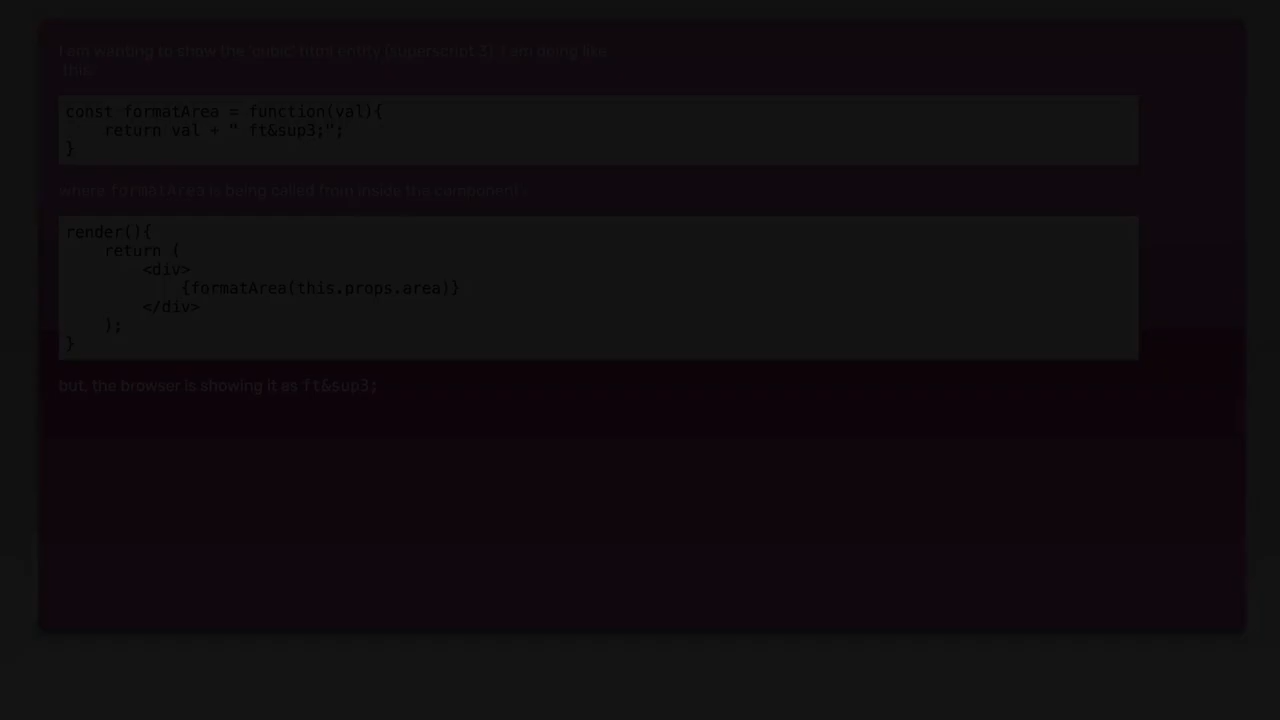 I am wanting to show the 'cubic' html entity (superscript 3). I am doing like
this:
const formatArea = function(val){
    return val + " ft&sup3;";
}
where formatArea is being called from inside the component's
render(){
    return (
        <div>
            {formatArea(this.props.area)}
        </div>
    );
}
but, the browser is showing it as ft&sup3;